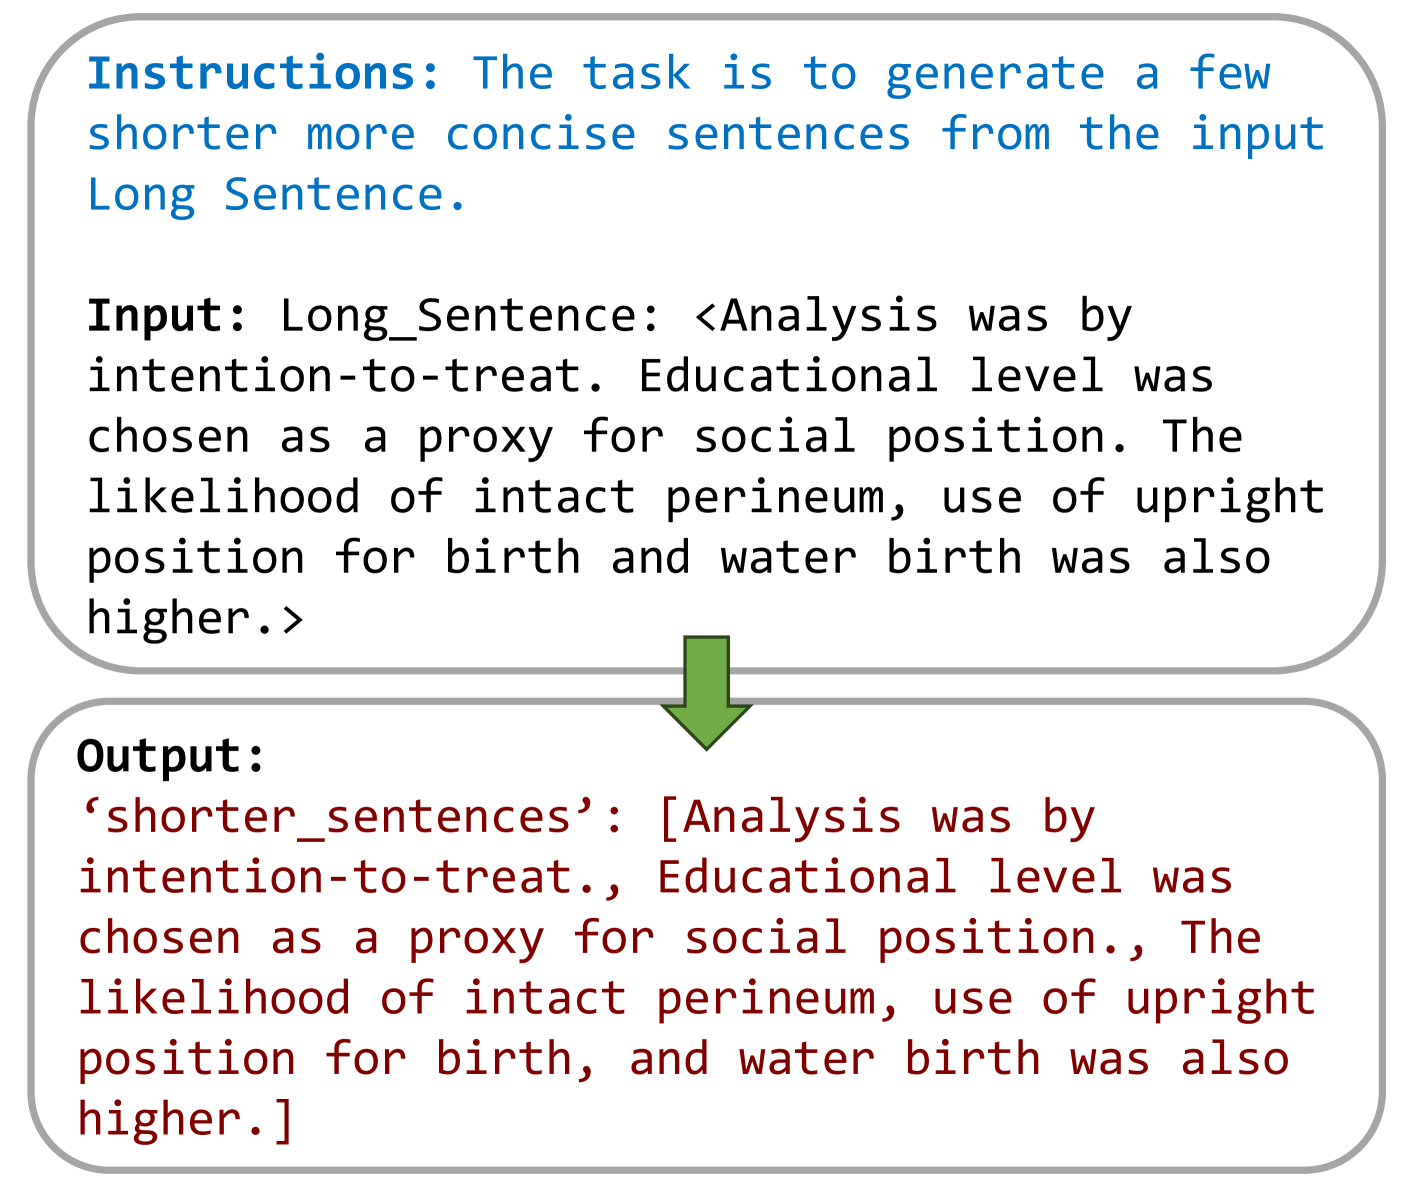 Instructions: The task is to generate a few
shorter more concise sentences from the input
Long Sentence.
Input: Long_Sentence: <Analysis was by
intention-to-treat. Educational level was
chosen as a proxy for social position. The
likelihood of intact perineum, use of upright
position for birth and water birth was also
higher.>
Output:
‘shorter_sentences’: [Analysis was by
intention-to-treat., Educational level was
chosen as a proxy for social position., The
likelihood of intact perineum, use of upright
position for birth, and water birth was also
higher.]